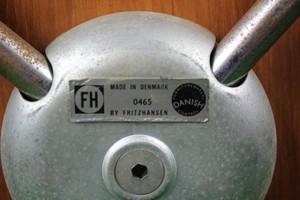 FH
MADE IN DENMARK
0465
BY FRITZHANSEN
DANISH